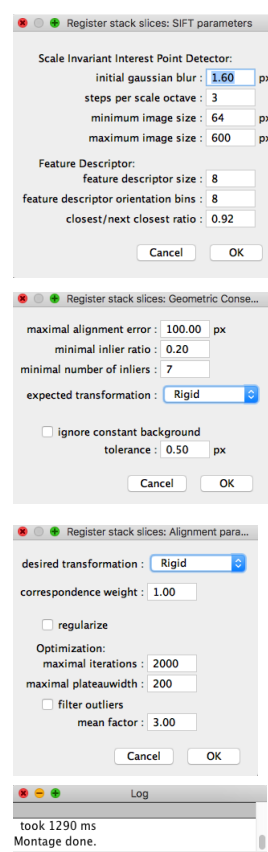 Register stack slices: SIFT parameters
Scale Invariant Interest Point Detector:
initial gaussian blur : 1.60 px
steps per scale octave : 3
minimum image size : 64 px
maximum image size : 600 px
Feature Descriptor:
feature descriptor size : 8
feature descriptor orientation bins : 8
closest/next closest ratio : 0.92
Cancel OK
Register stack slices: Geometric Conse...
maximal alignment error : 100.00 px
minimal inlier ratio : 0.20
minimal number of inliers : 7
expected transformation : Rigid
ignore constant background
tolerance : 0.50 px
Cancel OK
Register stack slices: Alignment para...
desired transformation : Rigid
correspondence weight : 1.00
regularize
Optimization:
maximal iterations : 2000
maximal plateauwidth : 200
filter outliers
mean factor : 3.00
Cancel OK
Log
took 1290 ms
Montage done.